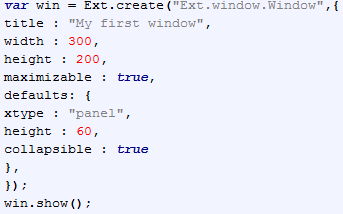 var win = Ext.create("Ext.window.Window",{
title : "My first window",
width : 300,
height : 200,
maximizable : true,
defaults: {
xtype : "panel",
height : 60,
collapsible : true
},
});
win.show();